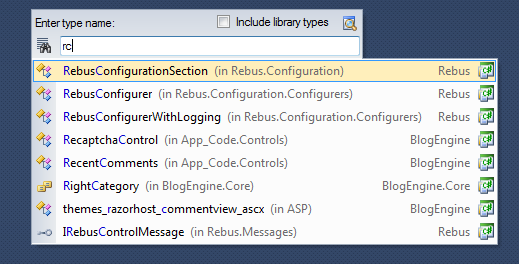 Enter type name: Include library types
rc
RebusConfigurationSection (in Rebus.Configuration) Rebus
RebusConfigurer (in Rebus.Configuration.Configurers) Rebus
RebusConfigurerWithLogging (in Rebus.Configuration.Configurers) Rebus
RecaptchaControl (in App_Code.Controls) BlogEngine
RecentComments (in App_Code.Controls) BlogEngine
RightCategory (in BlogEngine.Core) BlogEngine.Core
themes_razorhost_commentview_ascx (in ASP) BlogEngine
IRebusControlMessage (in Rebus.Messages) Rebus